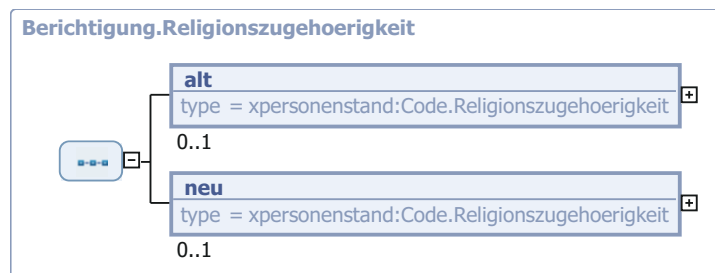 Berichtigung.Religionszugehoerigkeit
alt
type = xpersonenstand:Code.Religionszugehoerigkeit
0..1
neu
type = xpersonenstand:Code.Religionszugehoerigkeit
0..1